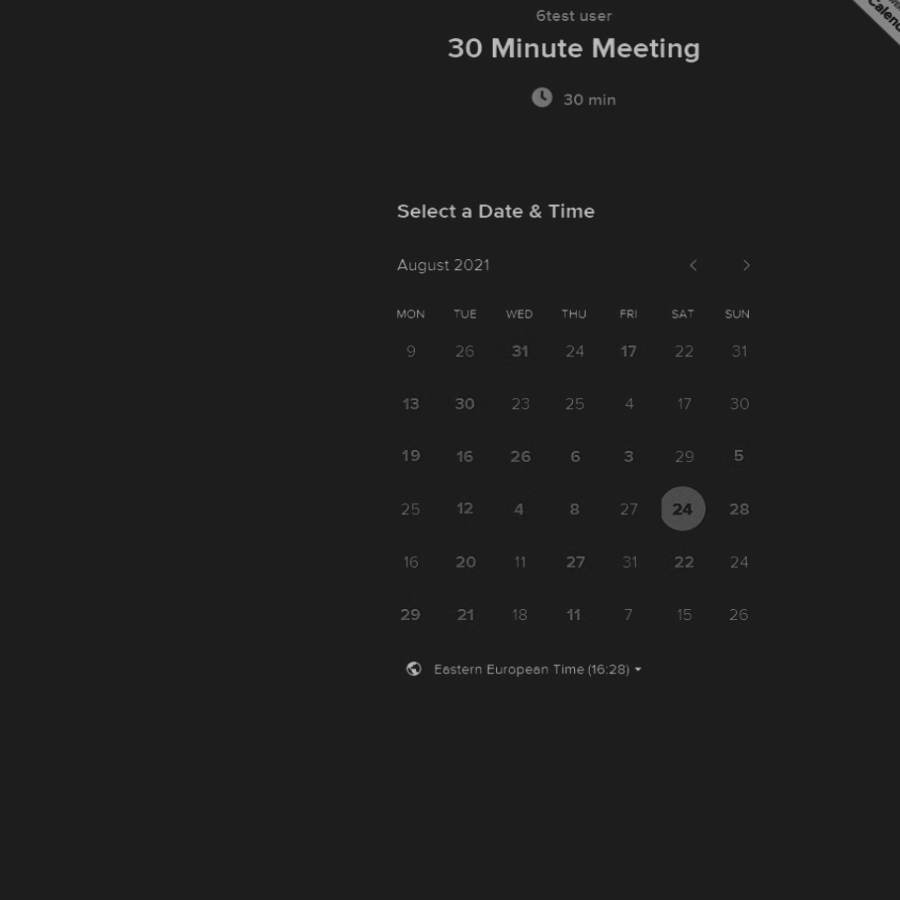 6test user
30 Minute Meeting
30 min
Select a Date & Time
August 2021
MON TUE WED THU FRI SAT SUN
9 26 31 24 17 22 31
13 30 23 25 4 17 30
19 16 26 6 3 29 5
25 12 4 8 27 24 28
16 20 11 27 31 22 24
29 21 18 11 7 15 26
Eastern European Time (16:28)